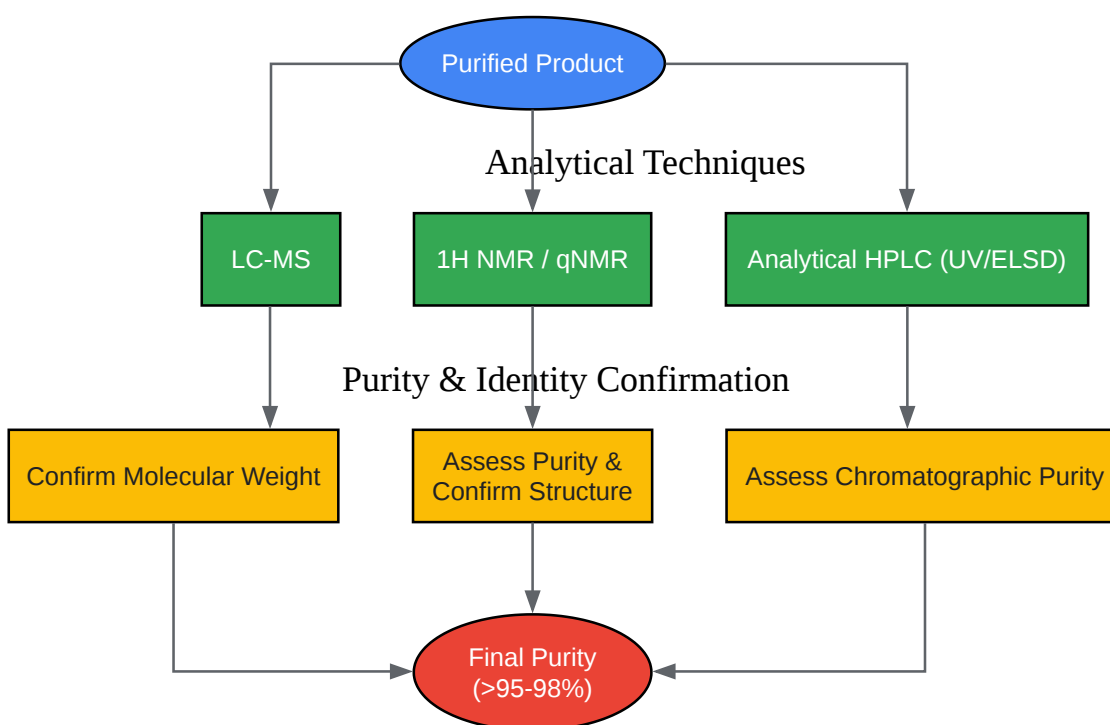 Purified Product
Analytical Techniques
LC-MS
1H NMR / qNMR
Analytical HPLC (UV/ELSD)
Purity & Identity Confirmation
Confirm Molecular Weight
Assess Purity &
Confirm Structure
Assess Chromatographic Purity
Final Purity
(>95-98%)